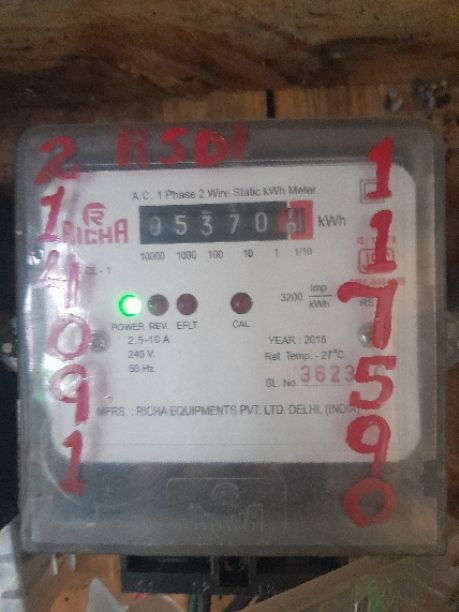 RSDI
2
1
4
0
9
1
1
1
7
5
9
0
A.C. 1 Phase 2 Wire Static kWh Meter
RICHA
05370
kWh
10000 1000 100 10 1 1/10
CL-1
3200 Imp/kWh
POWER REV. EFLT CAL
2.5-10 A
240 V.
50 Hz.
YEAR : 2015
Ref. Temp. - 27°C
SL. No. 3623
MFRS. : RICHA EQUIPMENTS PVT. LTD. DELHI, (INDIA)